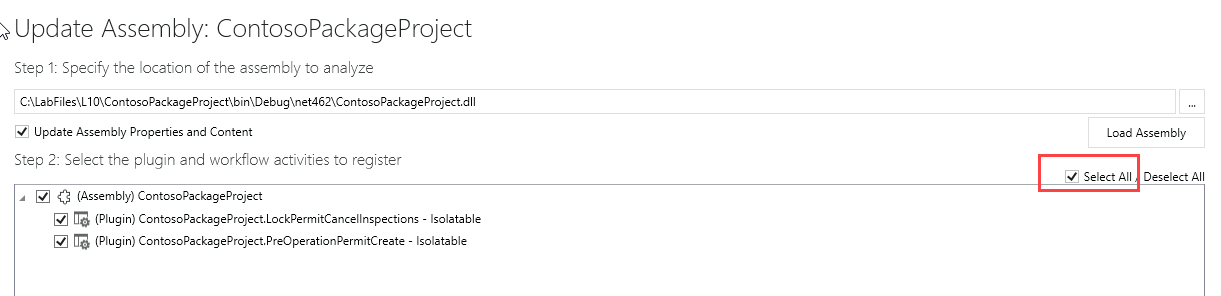 Update Assembly: ContosoPackageProject
Step 1: Specify the location of the assembly to analyze
C:\LabFiles\L10\ContosoPackageProject\bin\Debug\net462\ContosoPackageProject.dll
...
Update Assembly Properties and Content
Load Assembly
Step 2: Select the plugin and workflow activities to register
Select All / Deselect All
(Assembly) ContosoPackageProject
(Plugin) ContosoPackageProject.LockPermitCancelInspections - Isolatable
(Plugin) ContosoPackageProject.PreOperationPermitCreate - Isolatable